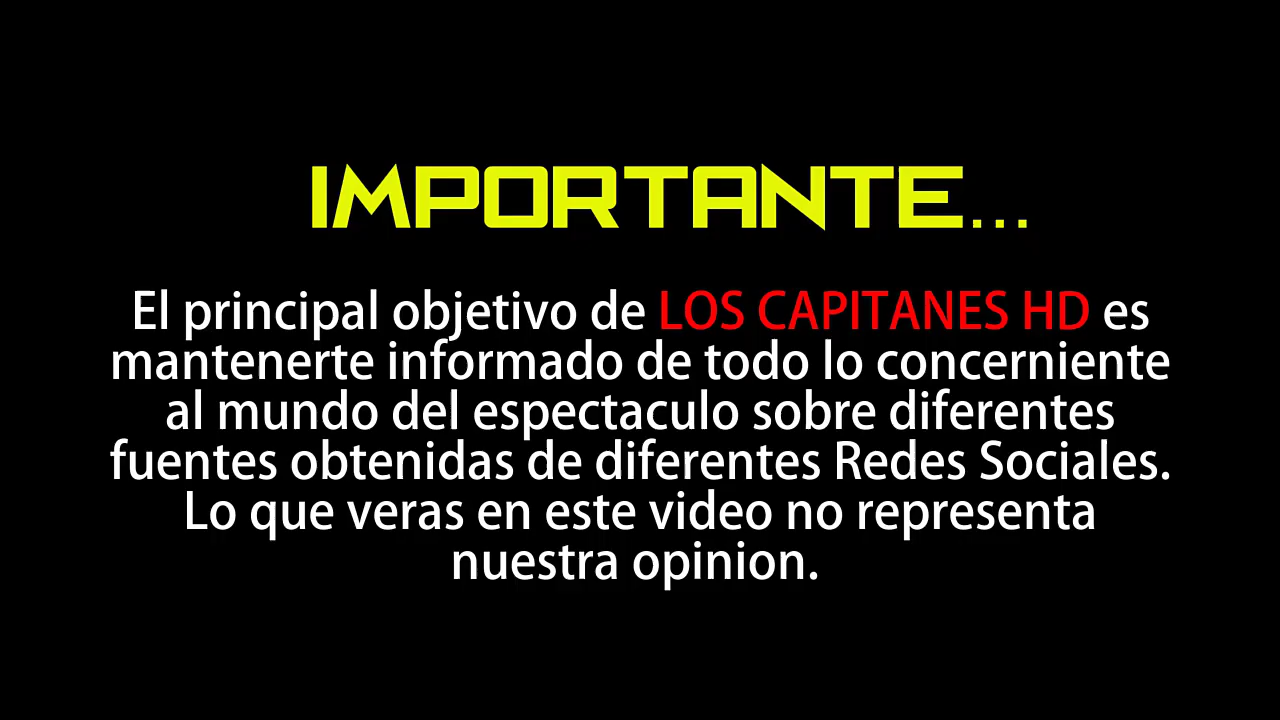 IMPORTANTE...
El principal objetivo de LOS CAPITANES HD es
mantenerte informado de todo lo concerniente
al mundo del espectaculo sobre diferentes
fuentes obtenidas de diferentes Redes Sociales.
Lo que veras en este video no representa
nuestra opinion.